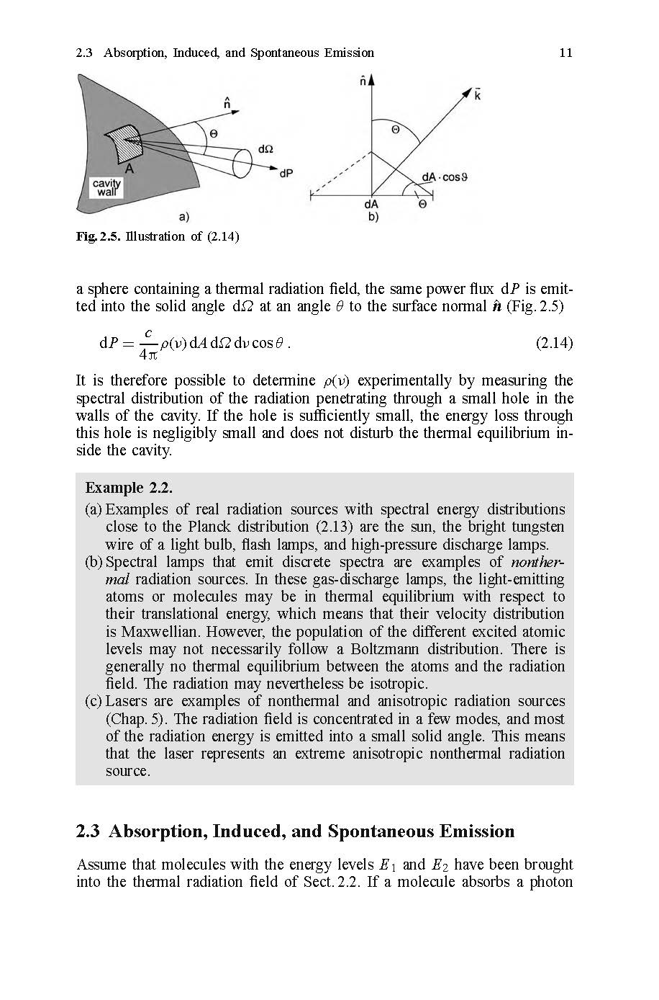 2.3 Absorption, Induced, and Spontaneous Emission 11
n̂
Θ
dΩ
A
dP
cavity
wall
a)
n̂
k̄
Θ
dA · cosϑ
dA
Θ
b)
Fig. 2.5. Illustration of (2.14)
a sphere containing a thermal radiation field, the same power flux dP is emit-
ted into the solid angle dΩ at an angle θ to the surface normal n̂ (Fig. 2.5)
dP = c/4π ρ(ν) dA dΩ dν cos θ . (2.14)
It is therefore possible to determine ρ(ν) experimentally by measuring the
spectral distribution of the radiation penetrating through a small hole in the
walls of the cavity. If the hole is sufficiently small, the energy loss through
this hole is negligibly small and does not disturb the thermal equilibrium in-
side the cavity.
Example 2.2.
(a) Examples of real radiation sources with spectral energy distributions
close to the Planck distribution (2.13) are the sun, the bright tungsten
wire of a light bulb, flash lamps, and high-pressure discharge lamps.
(b) Spectral lamps that emit discrete spectra are examples of nonther-
mal radiation sources. In these gas-discharge lamps, the light-emitting
atoms or molecules may be in thermal equilibrium with respect to
their translational energy, which means that their velocity distribution
is Maxwellian. However, the population of the different excited atomic
levels may not necessarily follow a Boltzmann distribution. There is
generally no thermal equilibrium between the atoms and the radiation
field. The radiation may nevertheless be isotropic.
(c) Lasers are examples of nonthermal and anisotropic radiation sources
(Chap. 5). The radiation field is concentrated in a few modes, and most
of the radiation energy is emitted into a small solid angle. This means
that the laser represents an extreme anisotropic nonthermal radiation
source.
2.3 Absorption, Induced, and Spontaneous Emission
Assume that molecules with the energy levels E₁ and E₂ have been brought
into the thermal radiation field of Sect. 2.2. If a molecule absorbs a photon